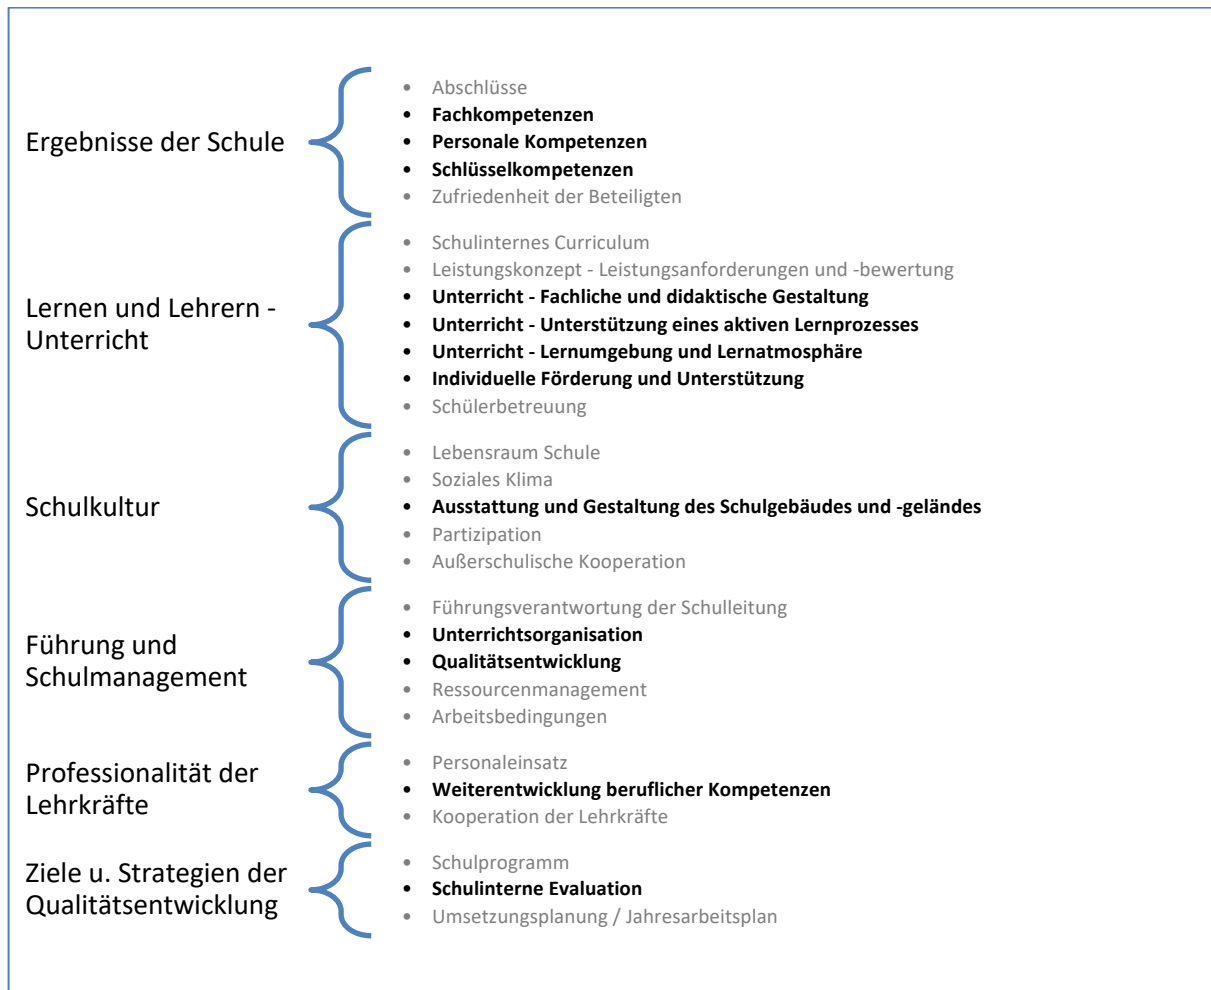 Ergebnisse der Schule
• Abschlüsse
• Fachkompetenzen
• Personale Kompetenzen
• Schlüsselkompetenzen
• Zufriedenheit der Beteiligten
Lernen und Lehrern -
Unterricht
• Schulinternes Curriculum
• Leistungskonzept - Leistungsanforderungen und -bewertung
• Unterricht - Fachliche und didaktische Gestaltung
• Unterricht - Unterstützung eines aktiven Lernprozesses
• Unterricht - Lernumgebung und Lernatmosphäre
• Individuelle Förderung und Unterstützung
• Schülerbetreuung
Schulkultur
• Lebensraum Schule
• Soziales Klima
• Ausstattung und Gestaltung des Schulgebäudes und -geländes
• Partizipation
• Außerschulische Kooperation
Führung und
Schulmanagement
• Führungsverantwortung der Schulleitung
• Unterrichtsorganisation
• Qualitätsentwicklung
• Ressourcenmanagement
• Arbeitsbedingungen
Professionalität der
Lehrkräfte
• Personaleinsatz
• Weiterentwicklung beruflicher Kompetenzen
• Kooperation der Lehrkräfte
Ziele u. Strategien der
Qualitätsentwicklung
• Schulprogramm
• Schulinterne Evaluation
• Umsetzungsplanung / Jahresarbeitsplan